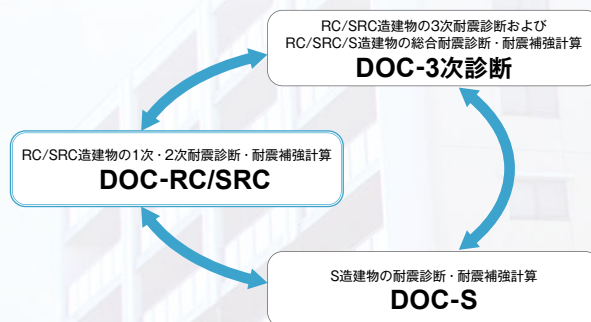 RC/SRC造建物の3次耐震診断および
RC/SRC/S造建物の総合耐震診断・耐震補強計算
DOC-3次診断
RC/SRC造建物の1次・2次耐震診断・耐震補強計算
DOC-RC/SRC
S造建物の耐震診断・耐震補強計算
DOC-S